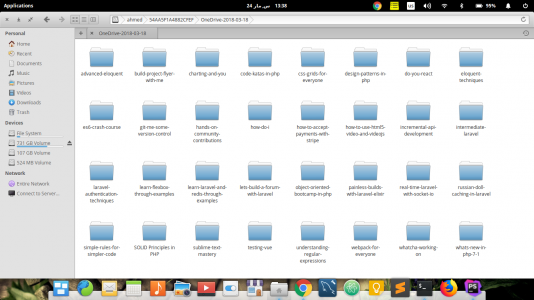 Applications
س, مار 24
13:38
US
95%
ahmed
54AA5F1A4882CFEF
OneDrive-2018-03-18
OneDrive-2018-03-18
Personal
Home
Recent
Documents
Music
Pictures
Videos
Downloads
Trash
Devices
File System
731 GB Volume
107 GB Volume
524 MB Volume
Network
Entire Network
Connect to Server...
advanced-eloquent
build-project-flyer-
with-me
charting-and-you
code-katas-in-php
css-grids-for-
everyone
design-patterns-in-
php
do-you-react
eloquent-
techniques
es6-crash-course
git-me-some-
version-control
hands-on-
community-
contributions
how-do-i
how-to-accept-
payments-with-
stripe
how-to-use-html5-
video-and-videojs
incremental-api-
development
intermediate-
laravel
laravel-
authentication-
techniques
learn-flexbox-
through-examples
learn-laravel-and-
redis-through-
examples
lets-build-a-forum-
with-laravel
object-oriented-
bootcamp-in-php
painless-builds-
with-laravel-elixir
real-time-laravel-
with-socket-io
russian-doll-
caching-in-laravel
simple-rules-for-
simpler-code
SOLID Principles in
PHP
sublime-text-
mastery
testing-vue
understanding-
regular-
expressions
webpack-for-
everyone
whatcha-working-
on
whats-new-in-
php-7-1
PS